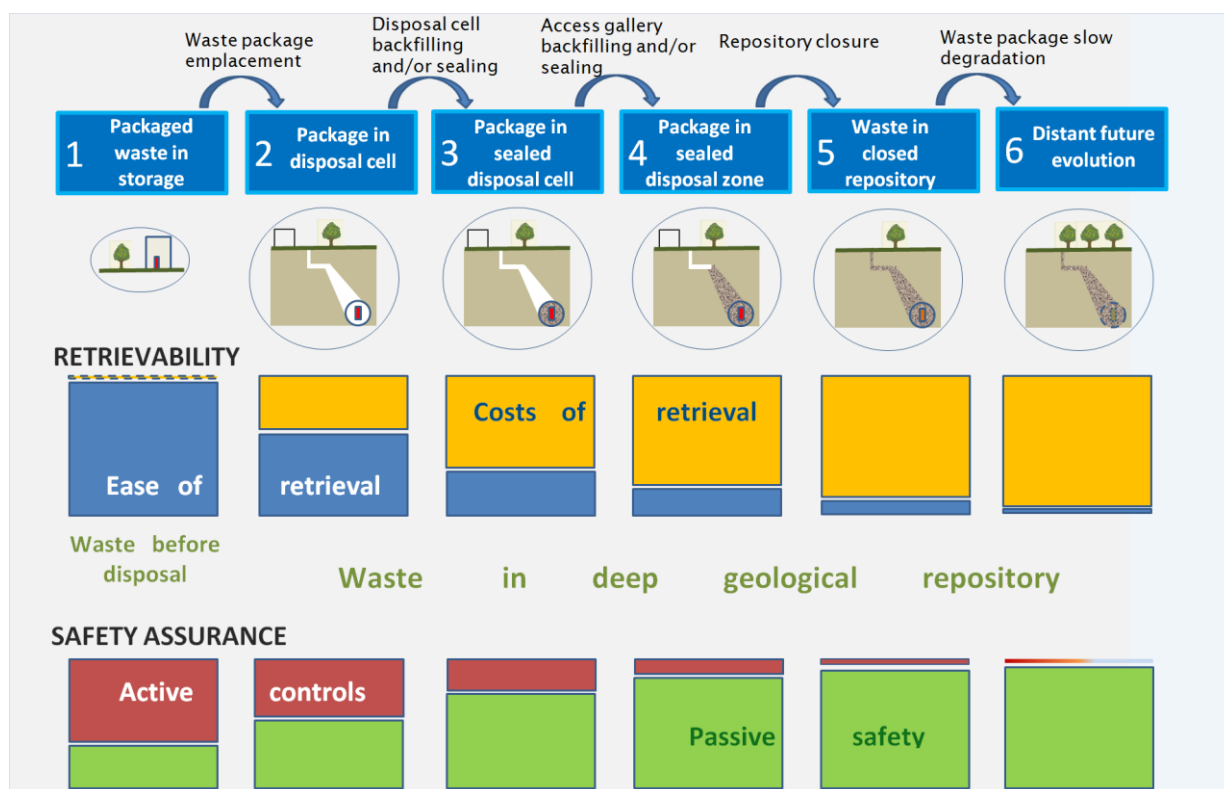 Waste package
emplacement
Disposal cell
backfilling
and/or sealing
Access gallery
backfilling and/or
sealing
Repository closure
Waste package slow
degradation
1 Packaged
waste in
storage
2 Package in
disposal cell
3 Package in
sealed
disposal cell
4 Package in
sealed
disposal zone
5 Waste in
closed
repository
6 Distant future
evolution
RETRIEVABILITY
Costs of retrieval
Ease of retrieval
Waste before
disposal
Waste in deep geological repository
SAFETY ASSURANCE
Active controls
Passive safety